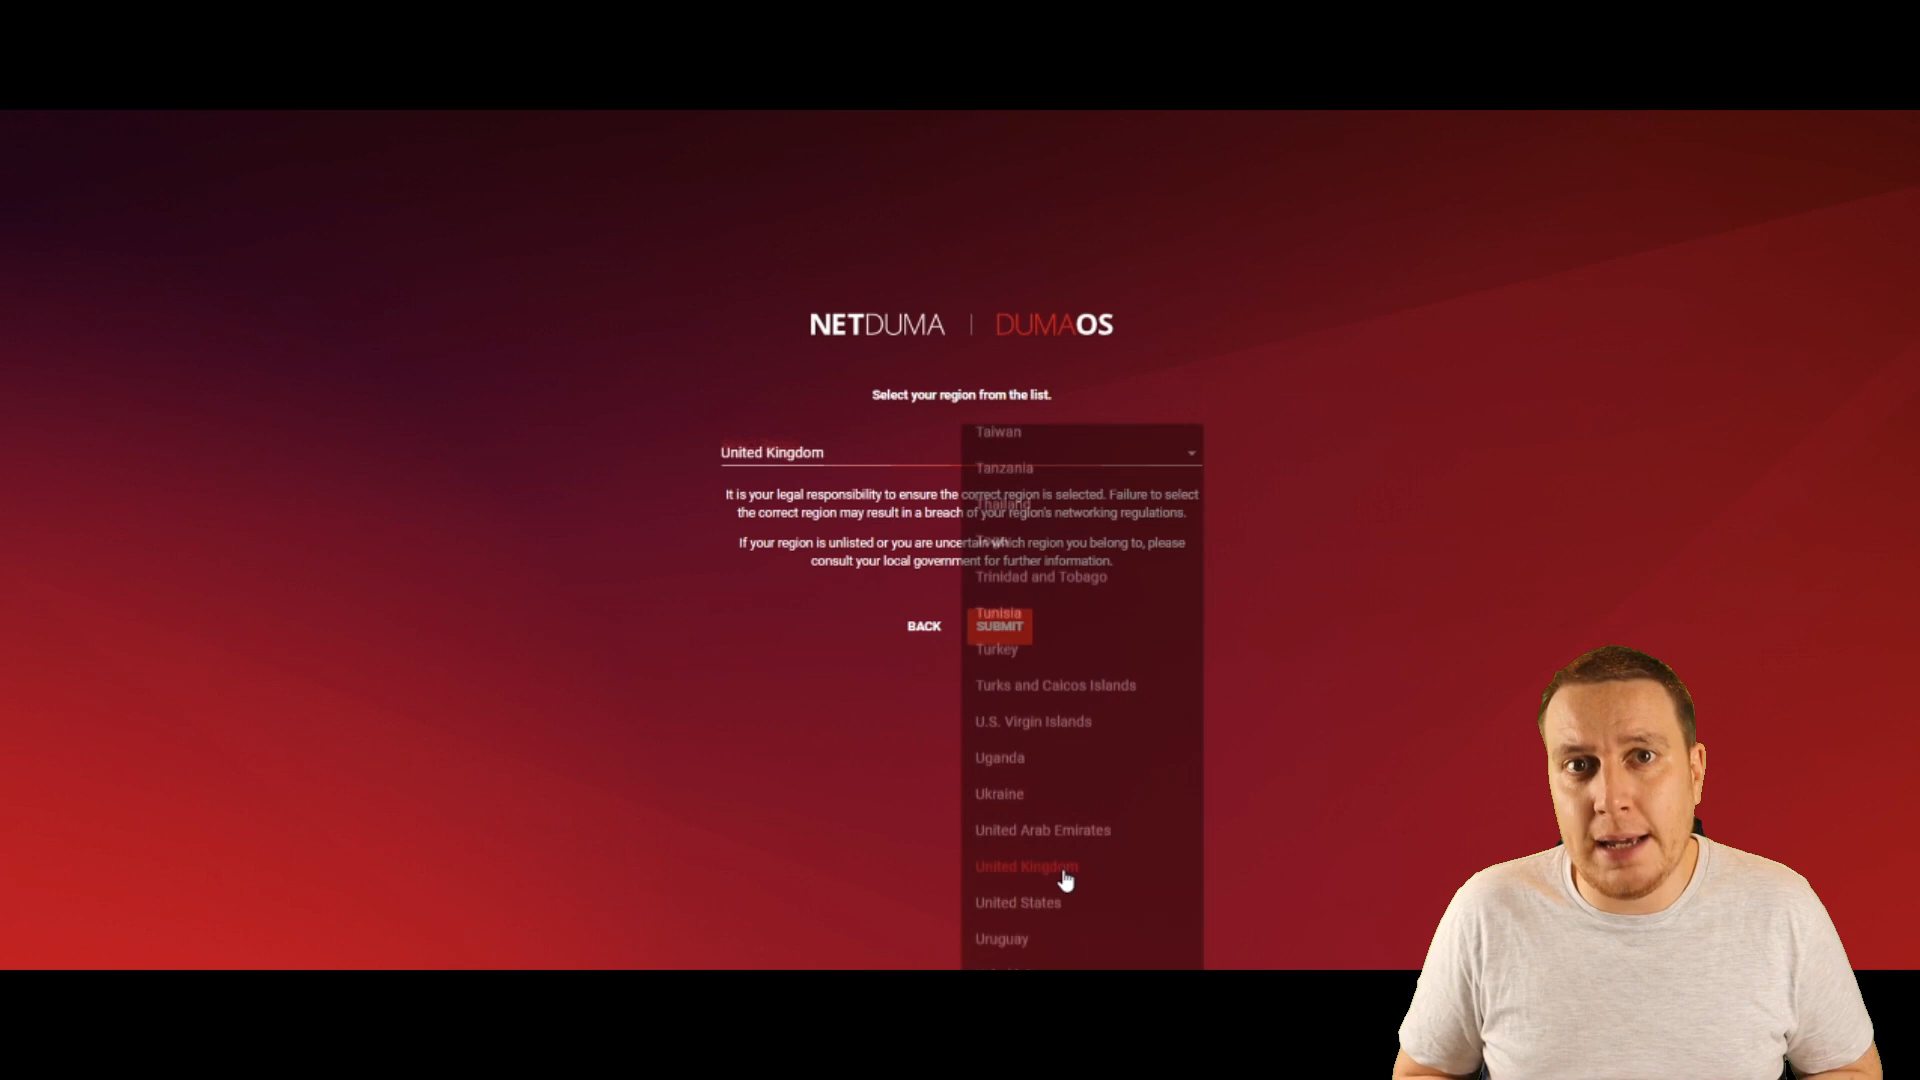 NETDUMA | DUMAOS
Select your region from the list.
United Kingdom
It is your legal responsibility to ensure the correct region is selected. Failure to select
the correct region may result in a breach of your region's networking regulations.
If your region is unlisted or you are uncertain which region you belong to, please
consult your local government for further information.
BACK
SUBMIT
Taiwan
Tanzania
Thailand
Trinidad and Tobago
Tunisia
Turkey
Turks and Caicos Islands
U.S. Virgin Islands
Uganda
Ukraine
United Arab Emirates
United Kingdom
United States
Uruguay